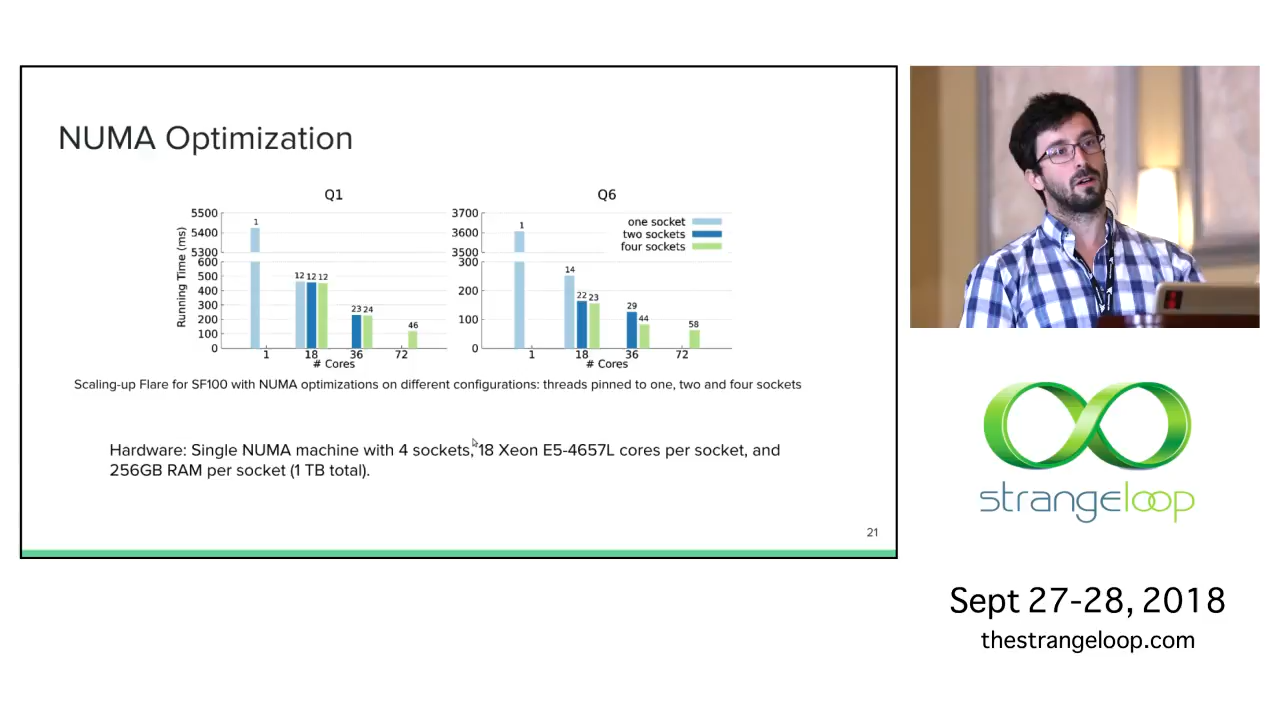 NUMA Optimization
Q1
5500
5400
5300
600
500
400
300
200
100
0
Running Time (ms)
1
12 12 12
23 24
46
1 18 36 72
# Cores
Q6
3700
3600
3500
300
200
100
0
one socket
two sockets
four sockets
1
14
22 23
29
44
58
1 18 36 72
# Cores
Scaling-up Flare for SF100 with NUMA optimizations on different configurations: threads pinned to one, two and four sockets
Hardware: Single NUMA machine with 4 sockets, 18 Xeon E5-4657L cores per socket, and
256GB RAM per socket (1 TB total).
21
strangeloop
Sept 27-28, 2018
thestrangeloop.com